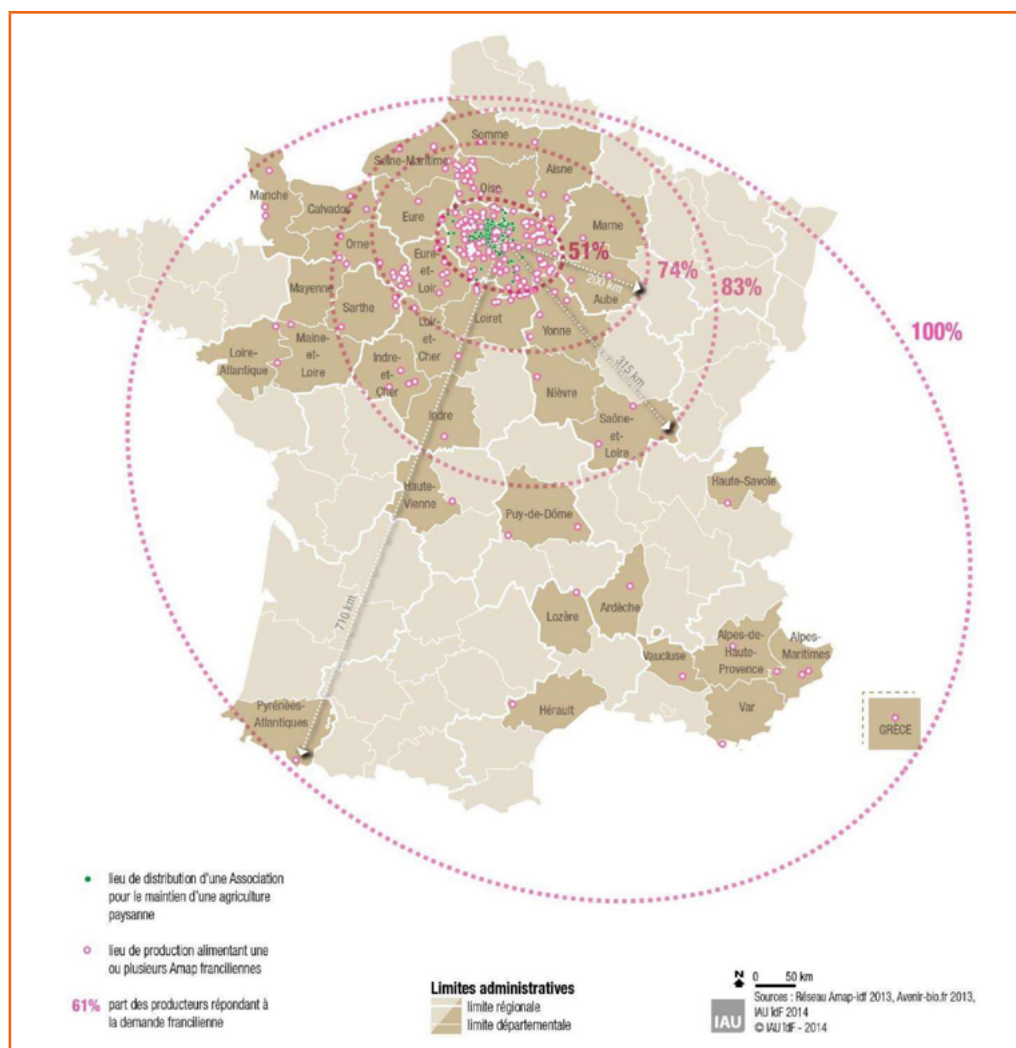 Somme
Seine-Maritime
Aisne
Oise
Manche
Calvados
Eure
Marne
51%
74%
83%
100%
Orne
Eure-
et-
Loir
200 km
Aube
Mayenne
Sarthe
Loiret
Yonne
Loir-
et-
Cher
Loire-
Atlantique
Maine-
et-
Loire
Indre-
et-
Cher
315 km
Nièvre
Indre
Saône-
et-
Loire
Haute-
Vienne
Haute-Savoie
Puy-de-Dôme
710 km
Lozère
Ardèche
Alpes-de-
Haute-
Provence
Alpes-
Maritimes
Vaucluse
Pyrénées-
Atlantiques
Hérault
Var
GRÈCE
lieu de distribution d'une Association
pour le maintien d'une agriculture
paysanne
lieu de production alimentant une
ou plusieurs Amap franciliennes
61% part des producteurs répondant à
la demande francilienne
Limites administratives
limite régionale
limite départementale
N 0 50 km
IAU
Sources : Réseau Amap-idf 2013, Avenir-bio.fr 2013,
IAU îdF 2014
© IAU îdF - 2014